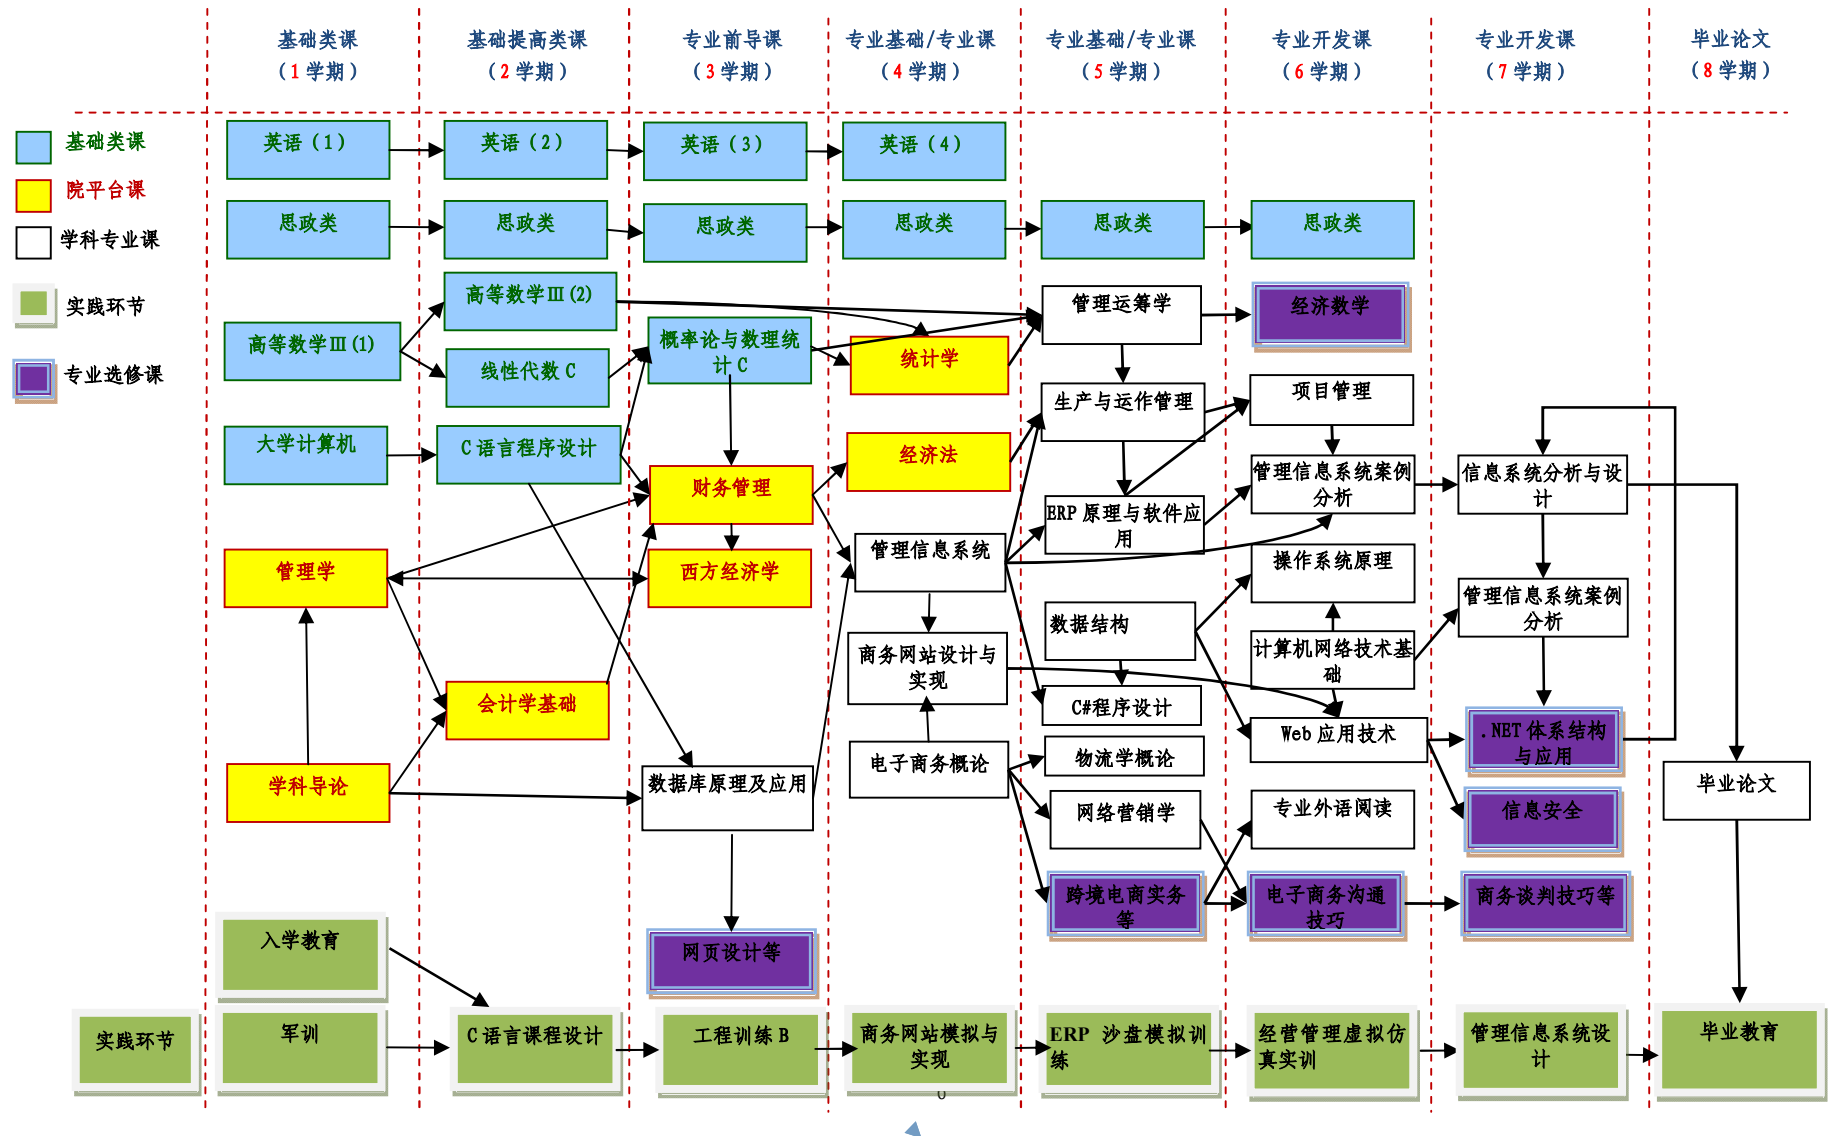 基础类课
（1 学期）
基础提高类课
（2 学期）
专业前导课
（3 学期）
专业基础/专业课
（4 学期）
专业基础/专业课
（5 学期）
专业开发课
（6 学期）
专业开发课
（7 学期）
毕业论文
（8 学期）
基础类课
院平台课
学科专业课
实践环节
专业选修课
英语（1）
英语（2）
英语（3）
英语（4）
思政类
思政类
思政类
思政类
思政类
思政类
高等数学Ⅲ(1)
高等数学Ⅲ(2)
线性代数 C
概率论与数理统
计 C
统计学
管理运筹学
经济数学
大学计算机
C 语言程序设计
财务管理
经济法
生产与运作管理
项目管理
ERP 原理与软件应
用
管理信息系统案例
分析
信息系统分析与设
计
管理学
西方经济学
管理信息系统
操作系统原理
管理信息系统案例
分析
数据结构
计算机网络技术基
础
商务网站设计与
实现
会计学基础
C#程序设计
Web 应用技术
.NET 体系结构
与应用
学科导论
数据库原理及应用
电子商务概论
物流学概论
毕业论文
网络营销学
专业外语阅读
信息安全
跨境电商实务
等
电子商务沟通
技巧
商务谈判技巧等
入学教育
网页设计等
实践环节
军训
C 语言课程设计
工程训练 B
商务网站模拟与
实现
ERP 沙盘模拟训
练
经营管理虚拟仿
真实训
管理信息系统设
计
毕业教育